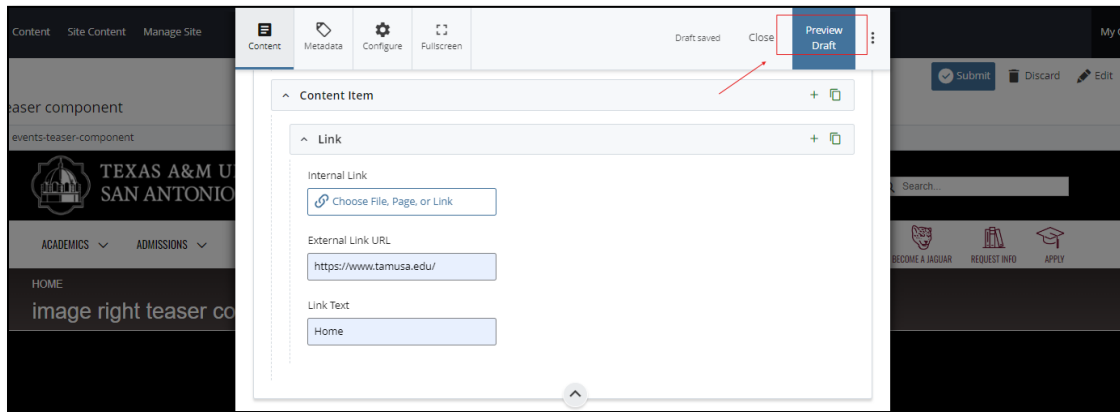 Content Site Content Manage Site
Content
Metadata
Configure
Fullscreen
Draft saved
Close
Preview
Draft
My
Submit
Discard
Edit
easer component
events-teaser-component
Content Item
Link
Internal Link
Choose File, Page, or Link
External Link URL
https://www.tamusa.edu/
Link Text
Home
TEXAS A&M U
SAN ANTONIO
Search...
ACADEMICS
ADMISSIONS
BECOME A JAGUAR
REQUEST INFO
APPLY
HOME
image right teaser co